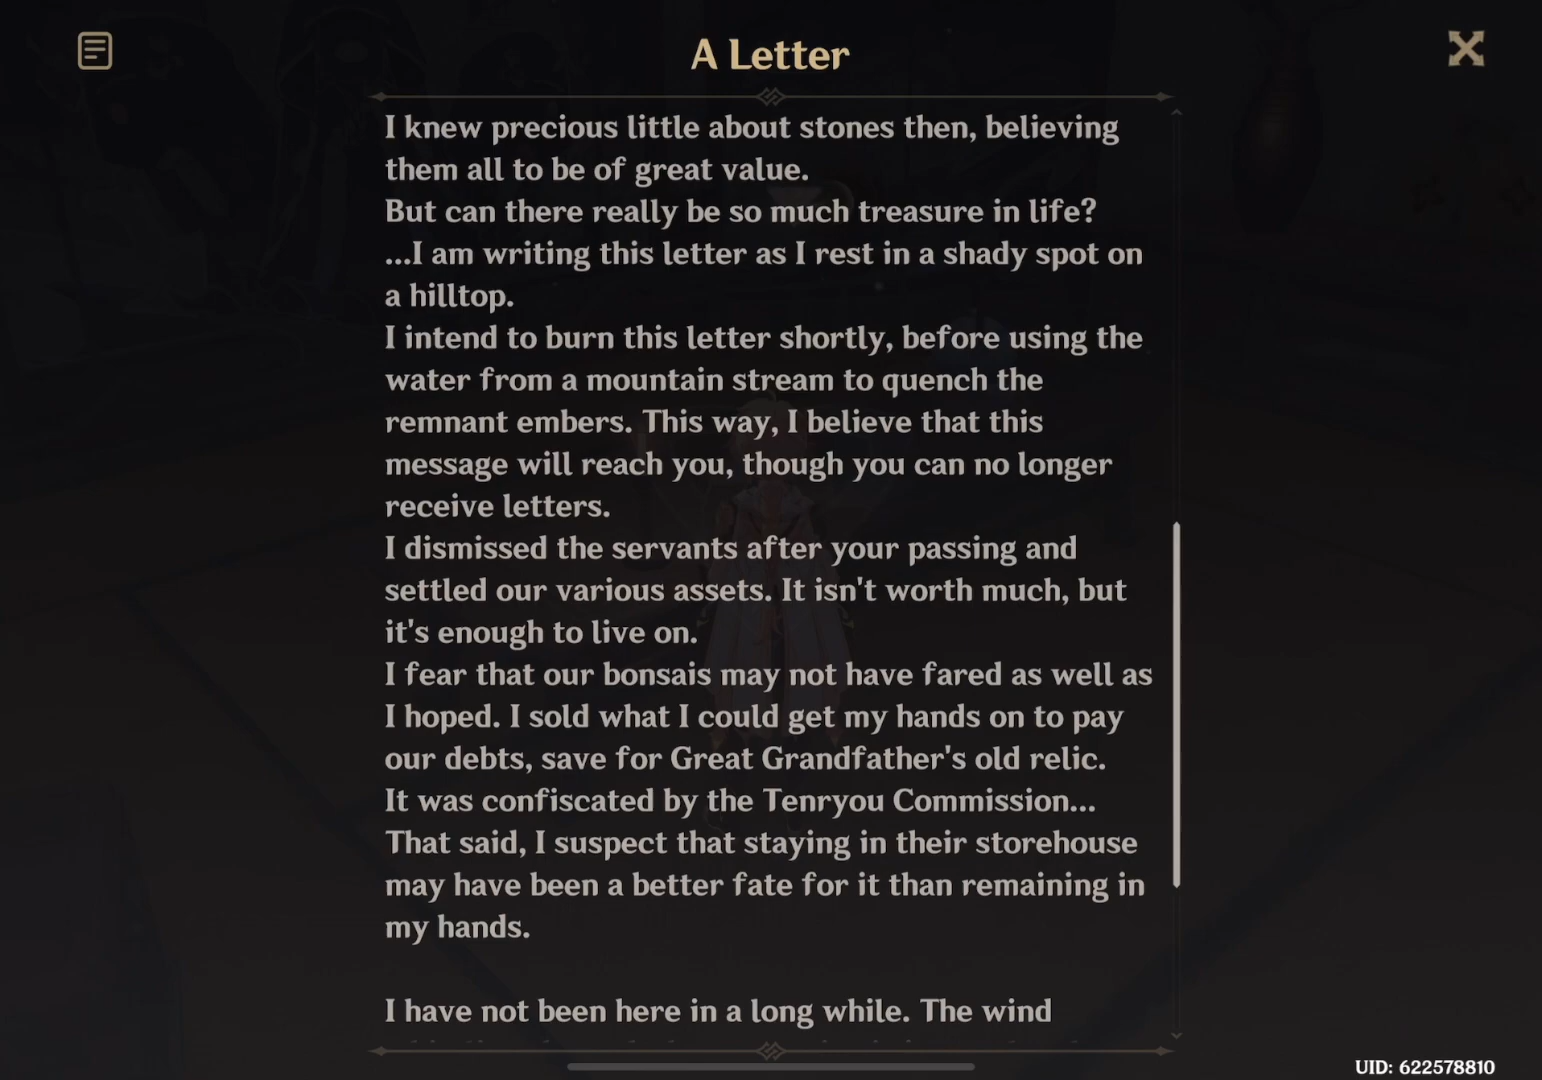 A Letter
I knew precious little about stones then, believing
them all to be of great value.
But can there really be so much treasure in life?
...I am writing this letter as I rest in a shady spot on
a hilltop.
I intend to burn this letter shortly, before using the
water from a mountain stream to quench the
remnant embers. This way, I believe that this
message will reach you, though you can no longer
receive letters.
I dismissed the servants after your passing and
settled our various assets. It isn't worth much, but
it's enough to live on.
I fear that our bonsais may not have fared as well as
I hoped. I sold what I could get my hands on to pay
our debts, save for Great Grandfather's old relic.
It was confiscated by the Tenryou Commission...
That said, I suspect that staying in their storehouse
may have been a better fate for it than remaining in
my hands.
I have not been here in a long while. The wind
UID: 622578810